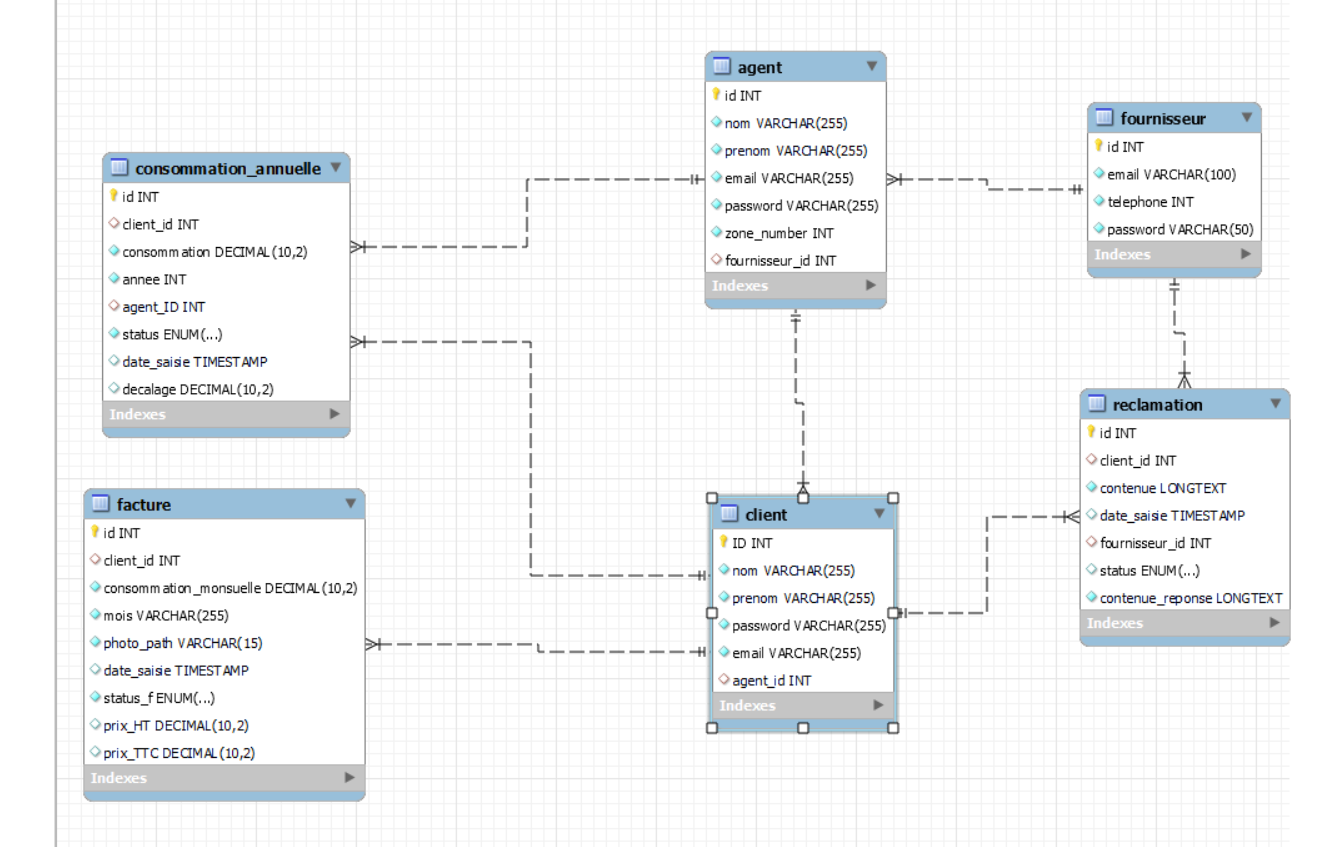 agent
id INT
nom VARCHAR(255)
prenom VARCHAR(255)
email VARCHAR(255)
password VARCHAR(255)
zone_number INT
fournisseur_id INT
Indexes
fournisseur
id INT
email VARCHAR(100)
telephone INT
password VARCHAR(50)
Indexes
consommation_annuelle
id INT
client_id INT
consommation DECIMAL(10,2)
annee INT
agent_ID INT
status ENUM(...)
date_saisie TIMESTAMP
decalage DECIMAL(10,2)
Indexes
reclamation
id INT
client_id INT
contenue LONGTEXT
date_saisie TIMESTAMP
fournisseur_id INT
status ENUM(...)
contenue_reponse LONGTEXT
Indexes
facture
id INT
client_id INT
consommation_monsuelle DECIMAL(10,2)
mois VARCHAR(255)
photo_path VARCHAR(15)
date_saisie TIMESTAMP
status_f ENUM(...)
prix_HT DECIMAL(10,2)
prix_TTC DECIMAL(10,2)
Indexes
client
ID INT
nom VARCHAR(255)
prenom VARCHAR(255)
password VARCHAR(255)
email VARCHAR(255)
agent_id INT
Indexes